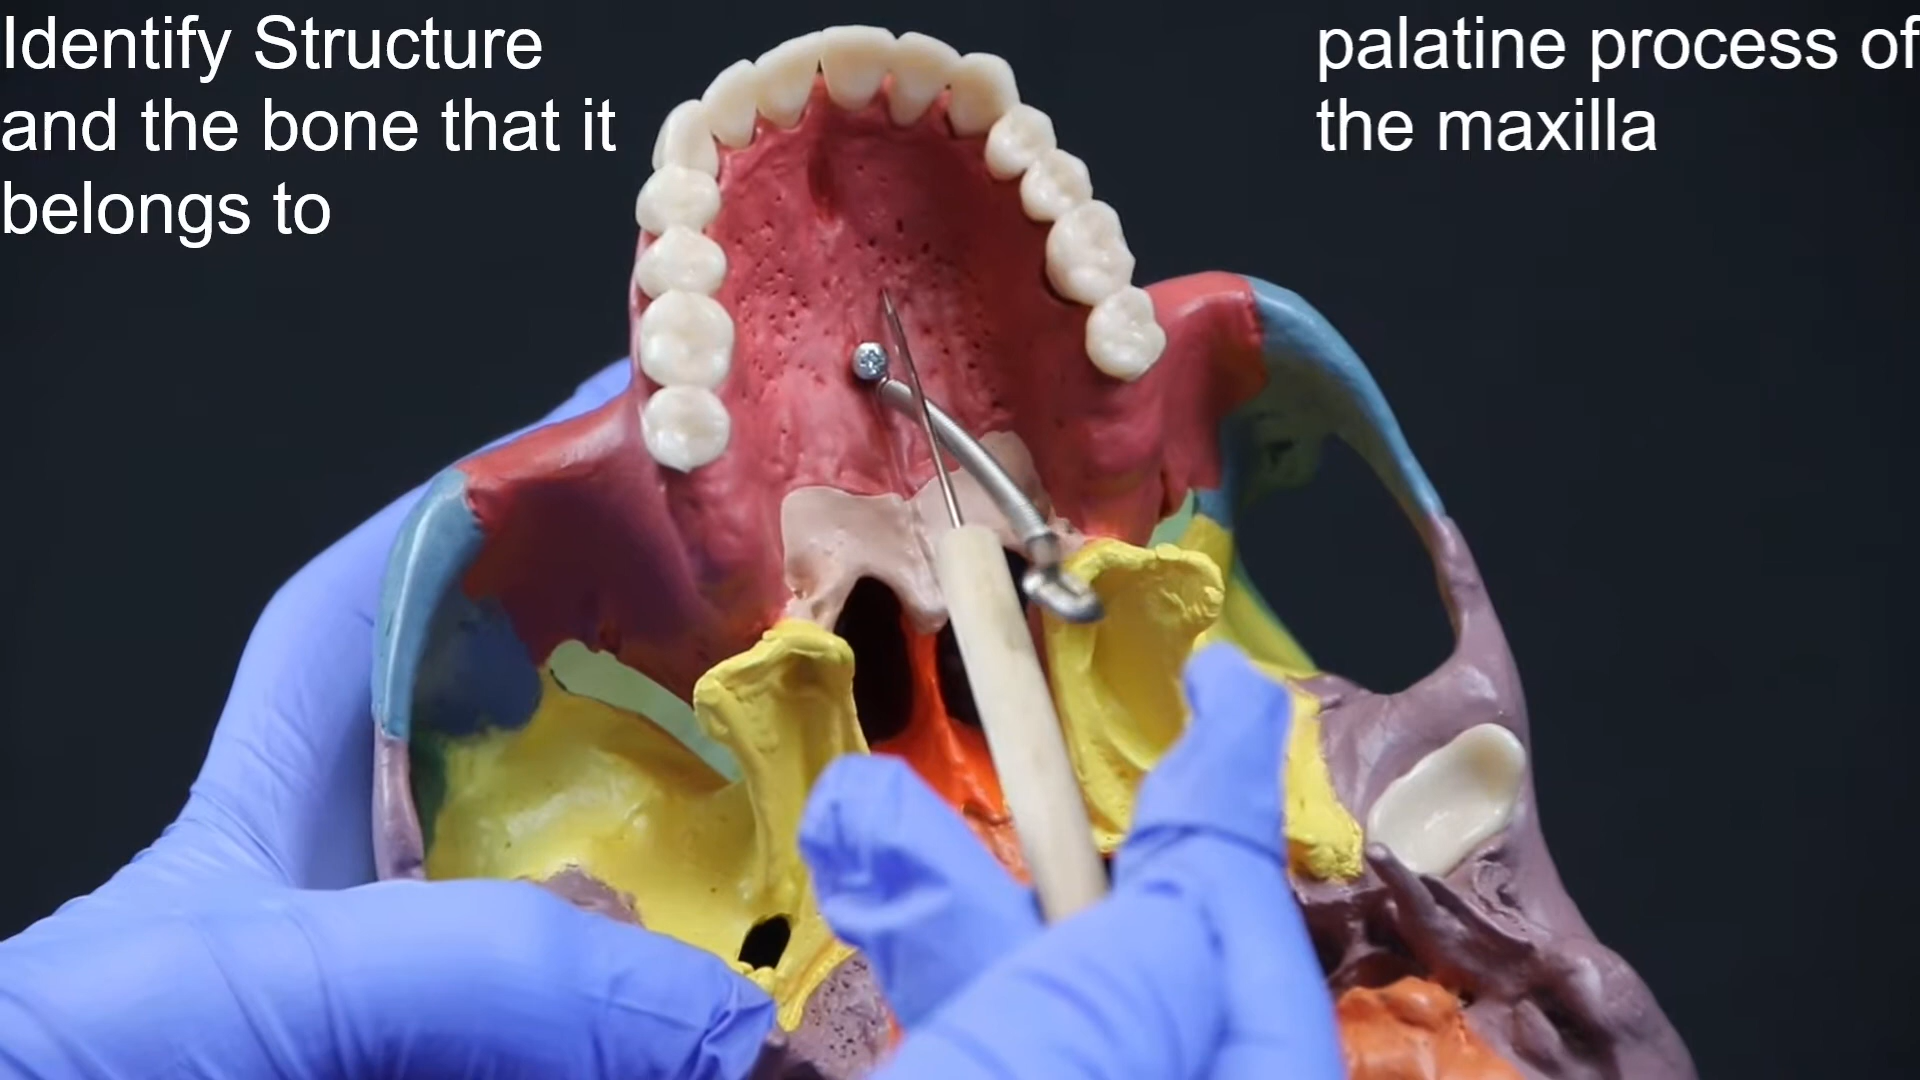 Identify Structure
and the bone that it
belongs to
palatine process of
the maxilla